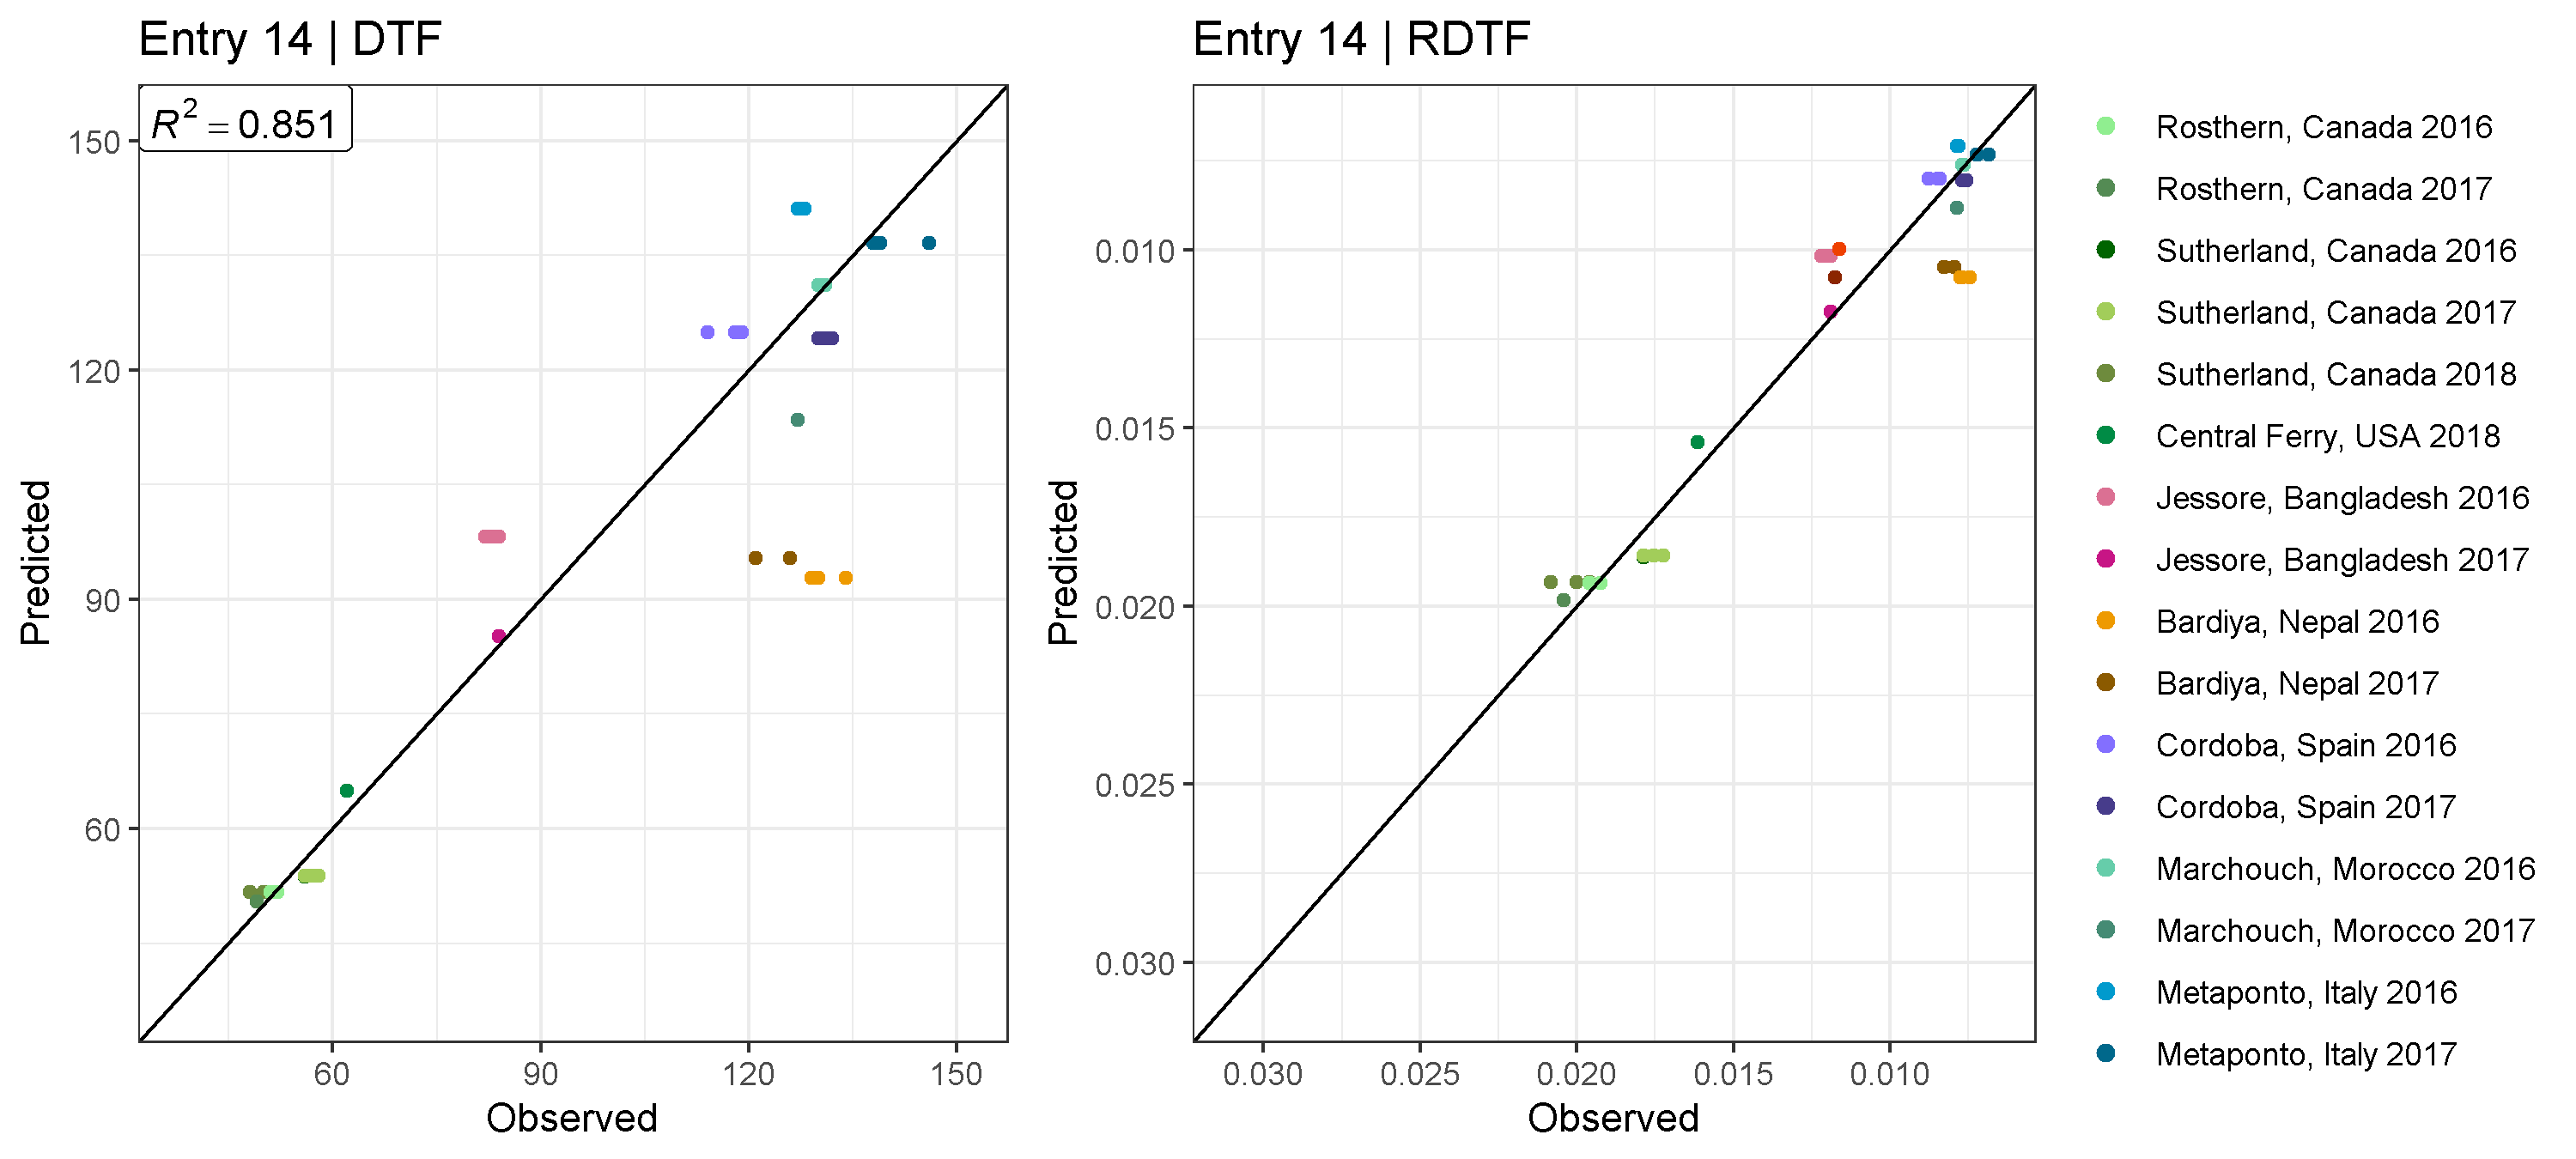 Entry 14 | DTF
R² = 0.851
150
120
90
60
Predicted
60 90 120 150
Observed
Entry 14 | RDTF
0.010
0.015
0.020
0.025
0.030
Predicted
0.030 0.025 0.020 0.015 0.010
Observed
Rosthern, Canada 2016
Rosthern, Canada 2017
Sutherland, Canada 2016
Sutherland, Canada 2017
Sutherland, Canada 2018
Central Ferry, USA 2018
Jessore, Bangladesh 2016
Jessore, Bangladesh 2017
Bardiya, Nepal 2016
Bardiya, Nepal 2017
Cordoba, Spain 2016
Cordoba, Spain 2017
Marchouch, Morocco 2016
Marchouch, Morocco 2017
Metaponto, Italy 2016
Metaponto, Italy 2017